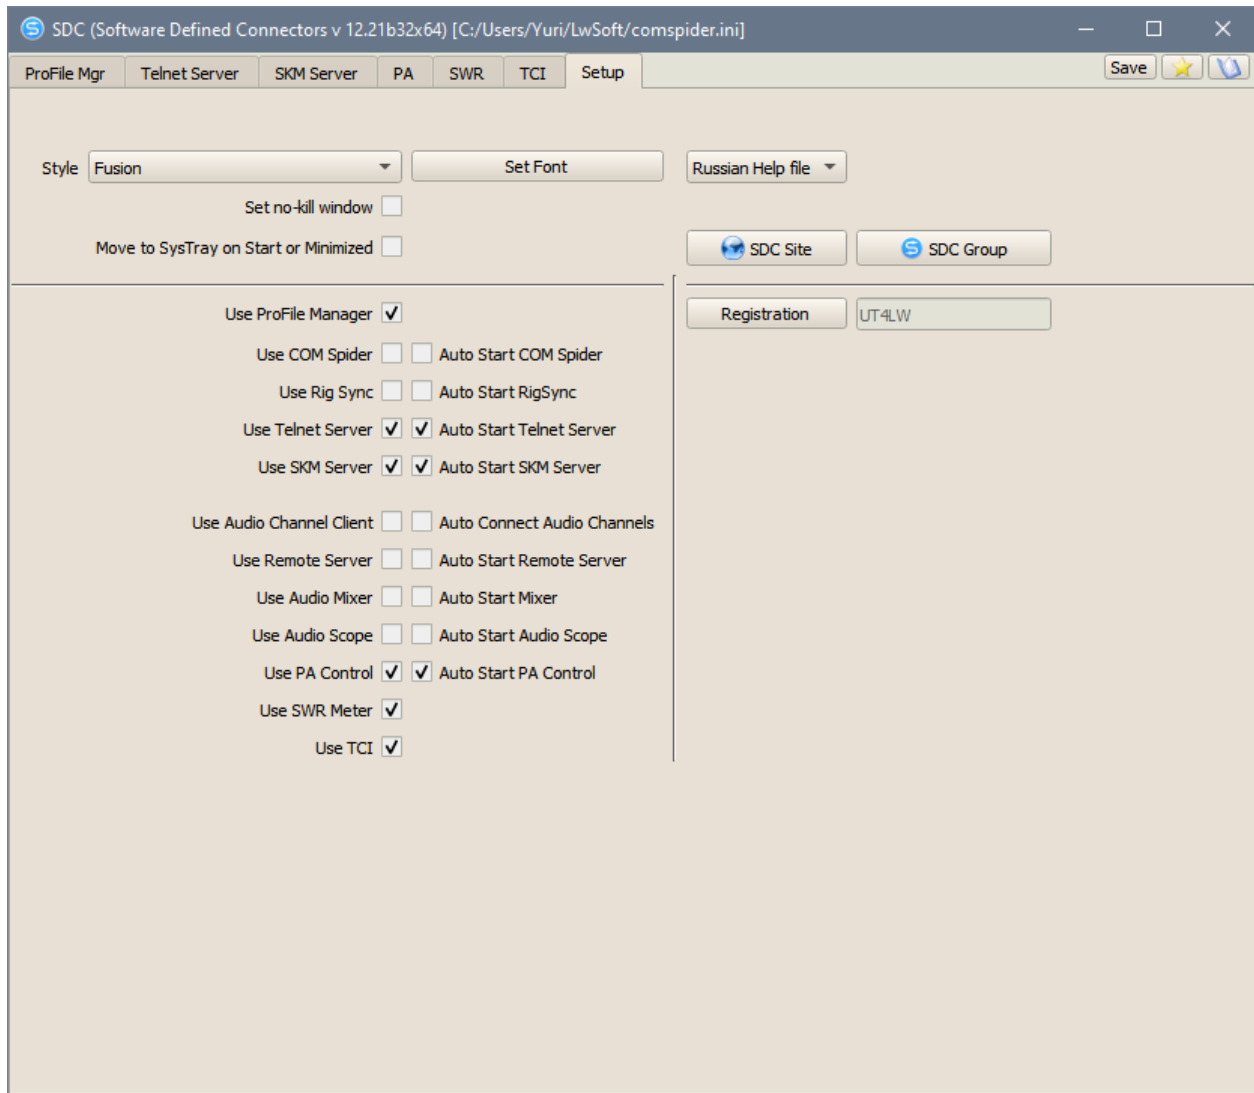 SDC (Software Defined Connectors v 12.21b32x64) [C:/Users/Yuri/LwSoft/comspider.ini]
ProFile Mgr Telnet Server SKM Server PA SWR TCI Setup Save
Style Fusion Set Font Russian Help file
Set no-kill window
Move to SysTray on Start or Minimized SDC Site SDC Group
Use ProFile Manager Registration UT4LW
Use COM Spider Auto Start COM Spider
Use Rig Sync Auto Start RigSync
Use Telnet Server Auto Start Telnet Server
Use SKM Server Auto Start SKM Server
Use Audio Channel Client Auto Connect Audio Channels
Use Remote Server Auto Start Remote Server
Use Audio Mixer Auto Start Mixer
Use Audio Scope Auto Start Audio Scope
Use PA Control Auto Start PA Control
Use SWR Meter
Use TCI